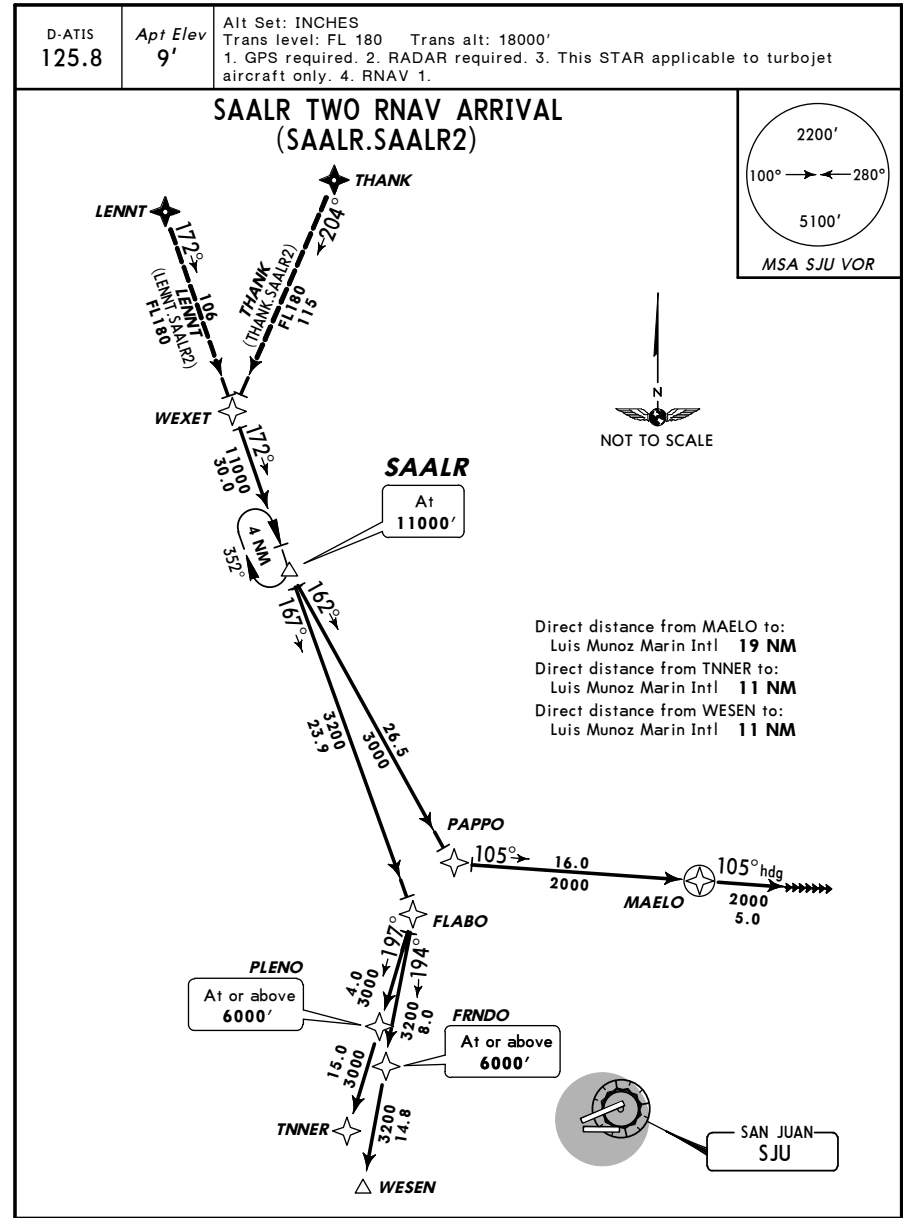 D-ATIS
125.8
Apt Elev
9'
Alt Set: INCHES
Trans level: FL 180 Trans alt: 18000'
1. GPS required. 2. RADAR required. 3. This STAR applicable to turbojet
aircraft only. 4. RNAV 1.
SAALR TWO RNAV ARRIVAL
(SAALR.SAALR2)
2200'
100°
280°
5100'
MSA SJU VOR
THANK
LENNT
172°
106
LENNT
(LENNT.SAALR2)
FL180
204°
THANK
(THANK.SAALR2)
FL180
115
N
NOT TO SCALE
WEXET
172°
11000
30.0
SAALR
At
11000'
4 NM
352°
167°
162°
Direct distance from MAELO to:
Luis Munoz Marin Intl 19 NM
Direct distance from TNNER to:
Luis Munoz Marin Intl 11 NM
Direct distance from WESEN to:
Luis Munoz Marin Intl 11 NM
3200
23.9
26.5
3000
PAPPO
105°
16.0
2000
MAELO
105° hdg
2000
5.0
FLABO
197°
194°
4.0
3000
3200
8.0
PLENO
At or above
6000'
FRNDO
At or above
6000'
15.0
3000
3200
14.8
TNNER
WESEN
SAN JUAN
SJU